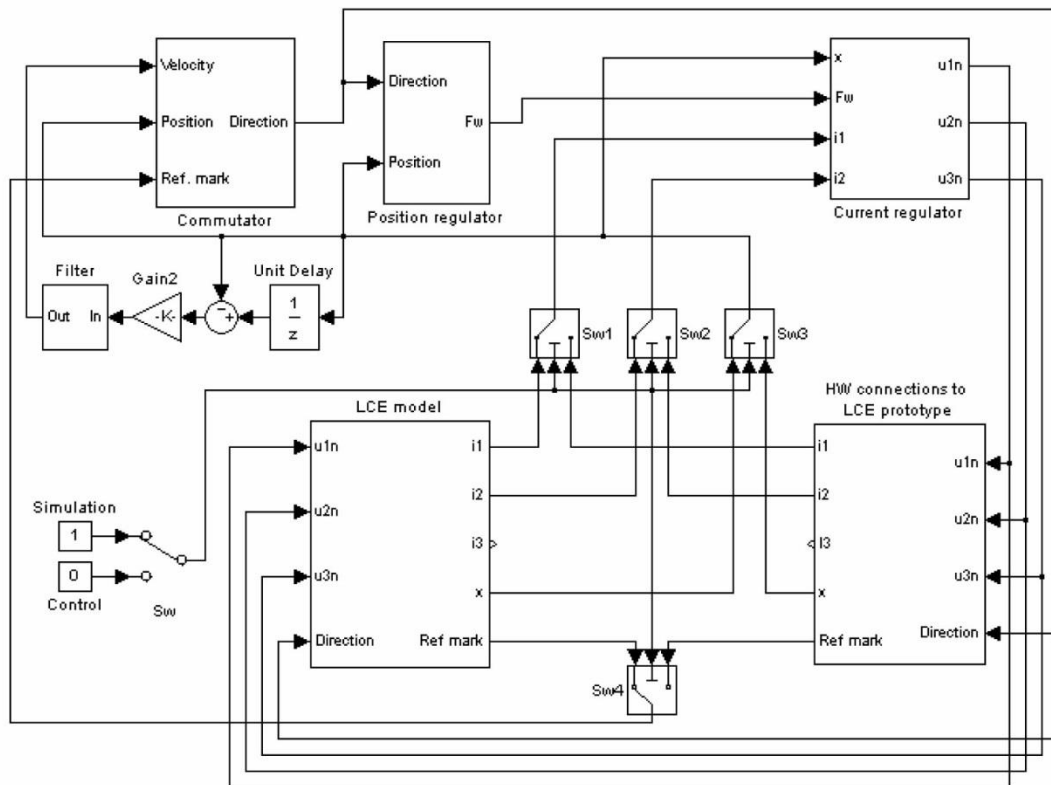 Velocity
Position
Direction
Ref. mark
Commutator
Direction
Fw
Position
Position regulator
x
u1n
Fw
u2n
i1
i2
u3n
Current regulator
Filter
Out
In
Gain2
-K-
-
+
Unit Delay
1
z
Sw1
Sw2
Sw3
LCE model
u1n
i1
u2n
i2
i3
u3n
x
Direction
Ref mark
HW connections to
LCE prototype
i1
u1n
i2
u2n
I3
u3n
x
Direction
Ref mark
Simulation
1
0
Control
Sw
Sw4